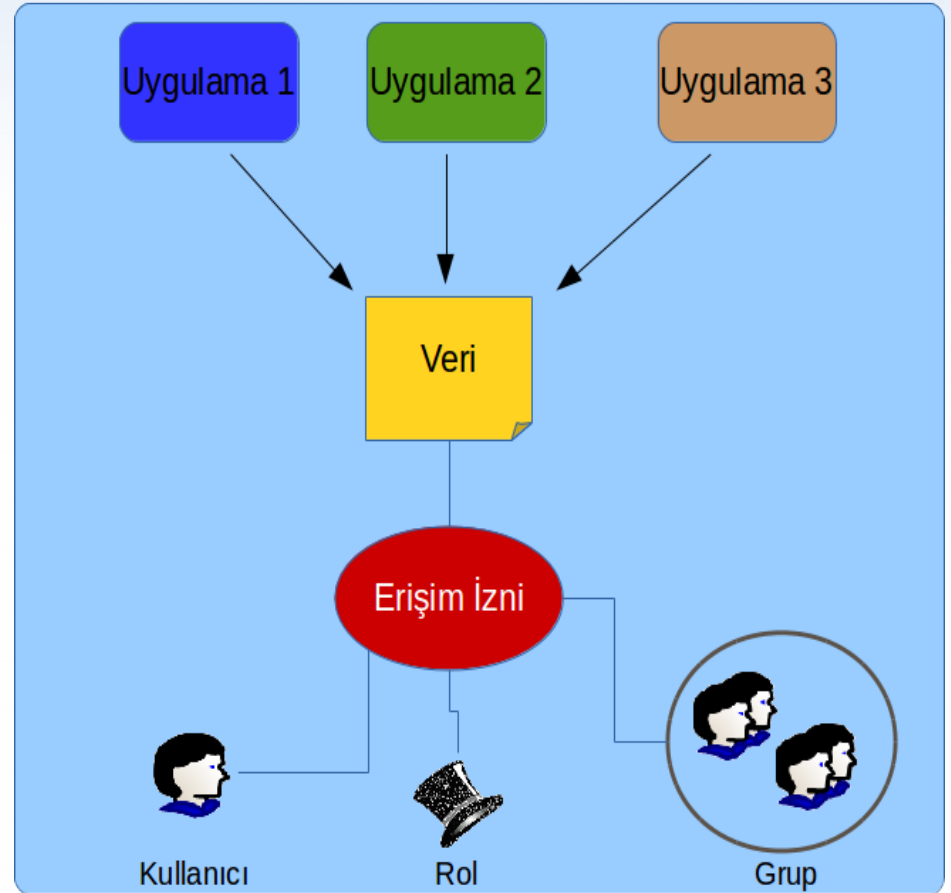 Uygulama 1
Uygulama 2
Uygulama 3
Veri
Erişim İzni
Kullanıcı
Rol
Grup